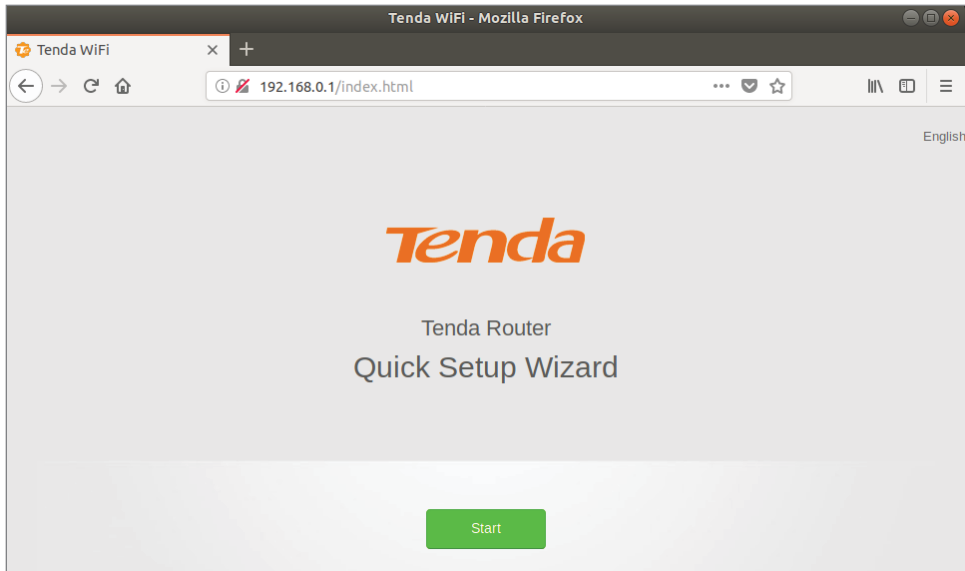 Tenda WiFi - Mozilla Firefox
Tenda WiFi
192.168.0.1/index.html
English
Tenda
Tenda Router
Quick Setup Wizard
Start